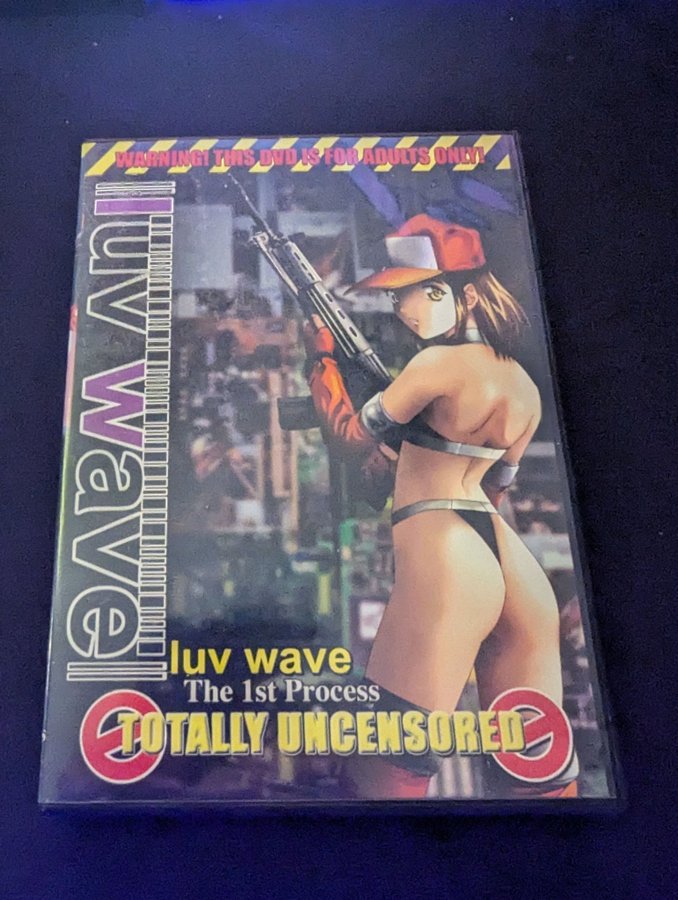 WARNING! THIS DVD IS FOR ADULTS ONLY!
luv wave
luv wave
The 1st Process
TOTALLY UNCENSORED